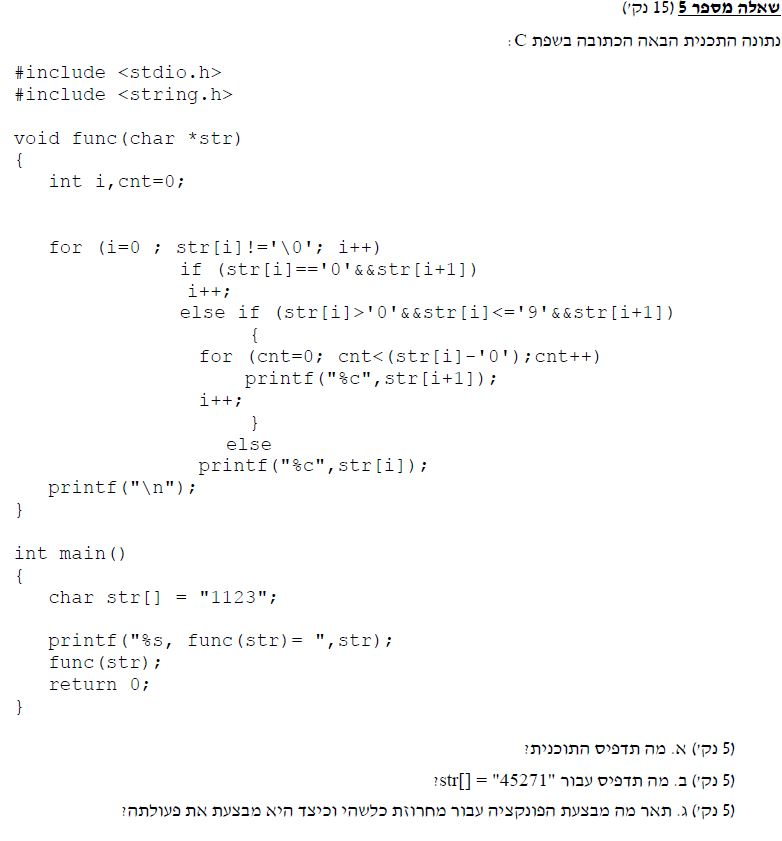 שאלה מספר 5 (15 נק')
נתונה התכנית הבאה הכתובה בשפת C:
#include <stdio.h>
#include <string.h>
void func(char *str)
{
int i,cnt=0;
for (i=0 ; str[i]!='\0'; i++)
if (str[i]=='0'&&str[i+1])
i++;
else if (str[i]>'0'&&str[i]<='9'&&str[i+1])
{
for (cnt=0; cnt<(str[i]-'0');cnt++)
printf("%c",str[i+1]);
i++;
}
else
printf("%c",str[i]);
printf("\n");
}
int main()
{
char str[] = "1123";
printf("%s, func(str)= ",str);
func(str);
return 0;
}
(5 נק') א. מה תדפיס התוכנית?
(5 נק') ב. מה תדפיס עבור str[] = "45271"?
(5 נק') ג. תאר מה מבצעת הפונקציה עבור מחרוזת כלשהי וכיצד היא מבצעת את פעולתה?